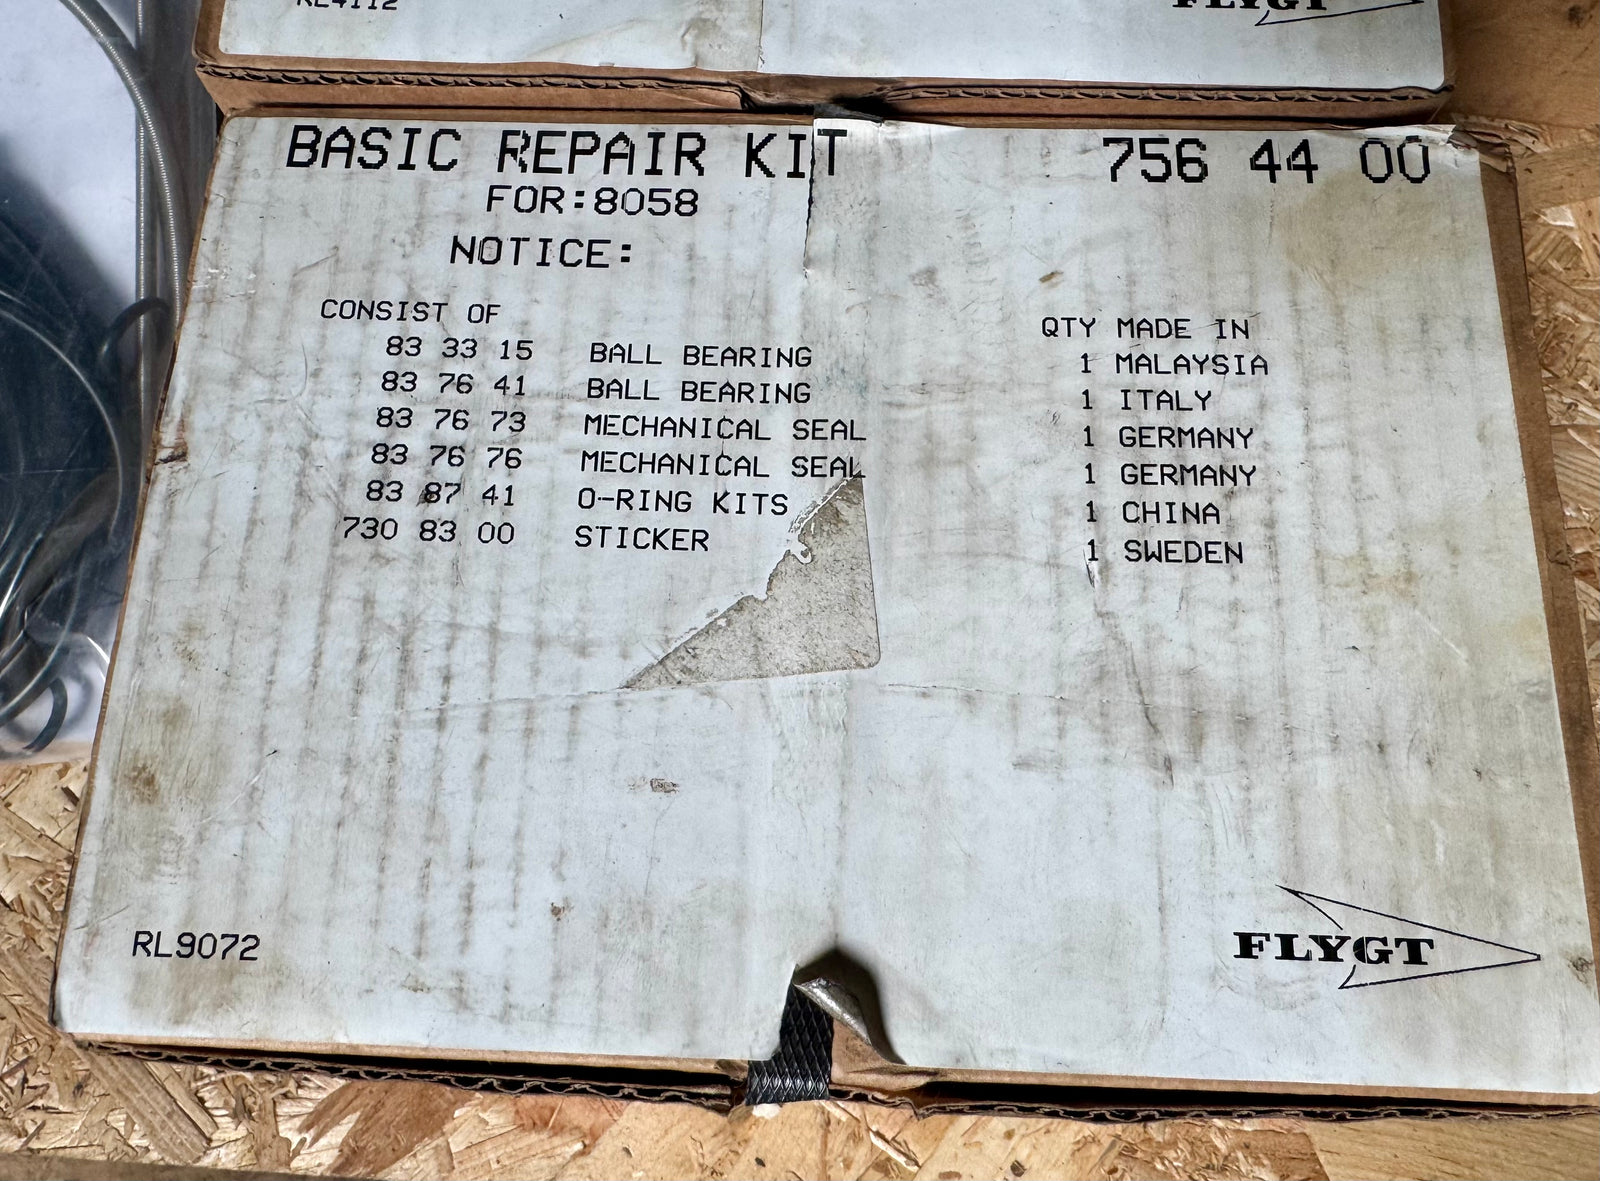 RL4112
FLYGT
BASIC REPAIR KIT 756 44 00
FOR:8058
NOTICE:
CONSIST OF QTY MADE IN
83 33 15 BALL BEARING 1 MALAYSIA
83 76 41 BALL BEARING 1 ITALY
83 76 73 MECHANICAL SEAL 1 GERMANY
83 76 76 MECHANICAL SEAL 1 GERMANY
83 87 41 O-RING KITS 1 CHINA
730 83 00 STICKER 1 SWEDEN
RL9072
FLYGT